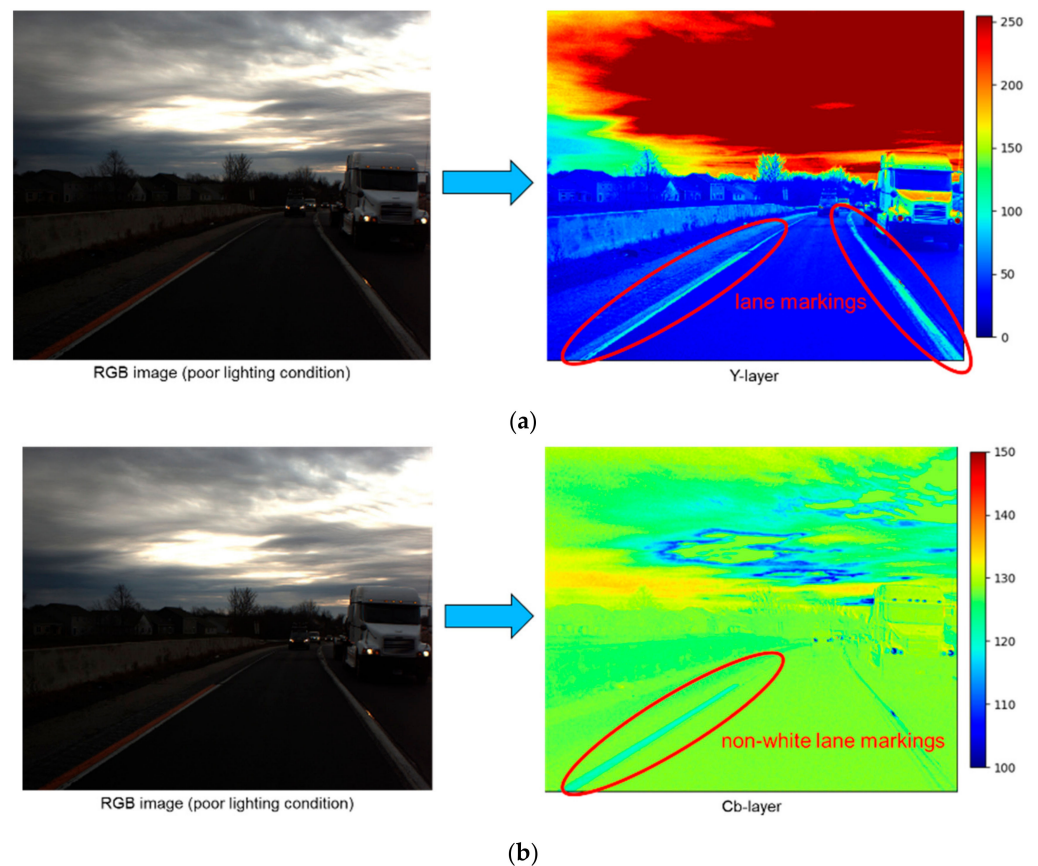 250
200
150
100
50
0
lane markings
RGB image (poor lighting condition)
Y-layer
(a)
150
140
130
120
110
100
non-white lane markings
RGB image (poor lighting condition)
Cb-layer
(b)